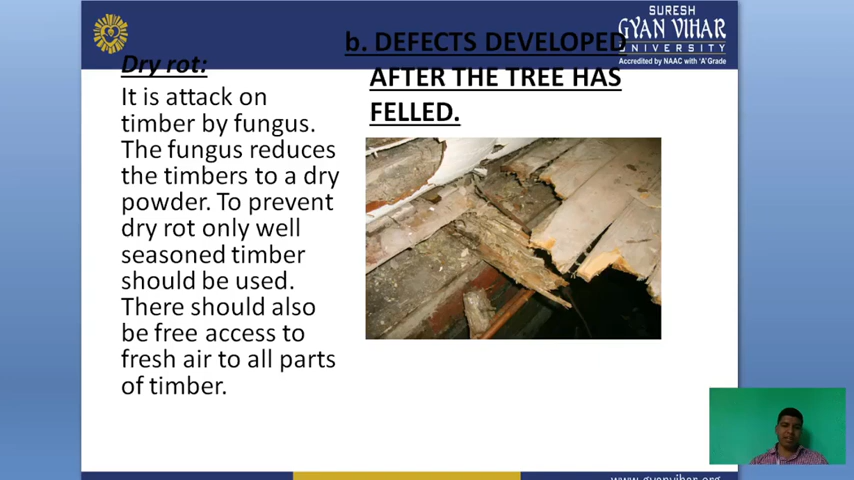 SURESH
GYAN VIHAR
UNIVERSITY
Accredited by NAAC with 'A' Grade
b. DEFECTS DEVELOPED
AFTER THE TREE HAS
FELLED.
Dry rot:
It is attack on
timber by fungus.
The fungus reduces
the timbers to a dry
powder. To prevent
dry rot only well
seasoned timber
should be used.
There should also
be free access to
fresh air to all parts
of timber.
www.gyanvihar.org